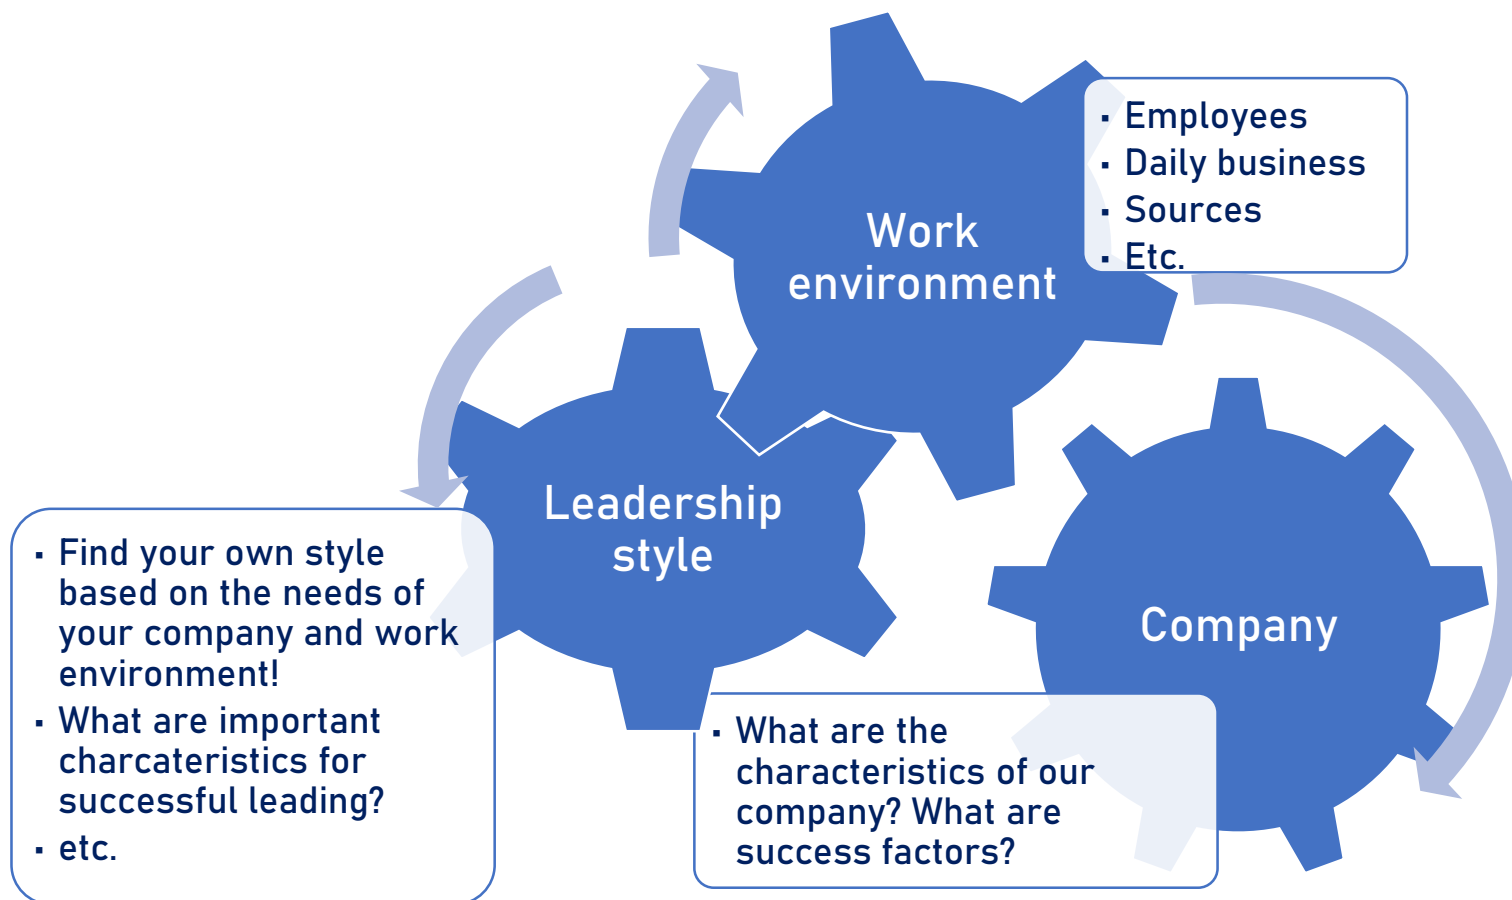 Work
environment
▪ Employees
▪ Daily business
▪ Sources
▪ Etc.
Leadership
style
▪ Find your own style
based on the needs of
your company and work
environment!
▪ What are important
charcateristics for
successful leading?
▪ etc.
Company
▪ What are the
characteristics of our
company? What are
success factors?